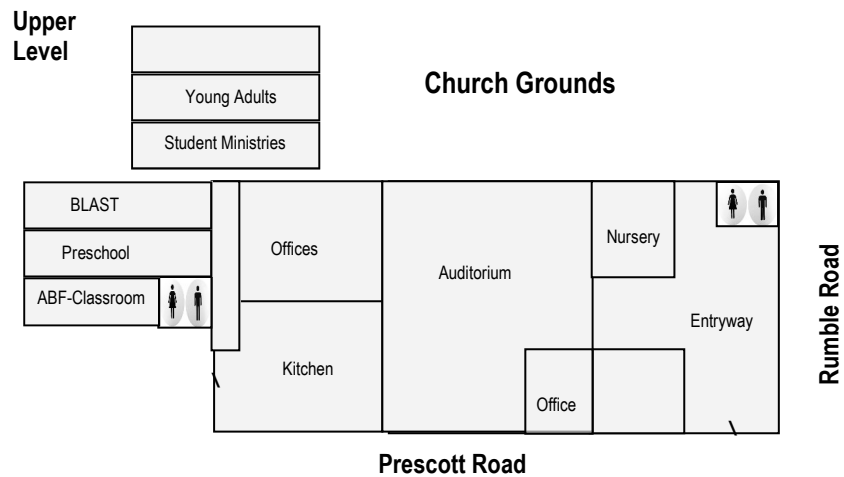 Upper
Level
Church Grounds
Young Adults
Student Ministries
BLAST
Preschool
ABF-Classroom
Offices
Kitchen
Auditorium
Nursery
Entryway
Office
Rumble Road
Prescott Road